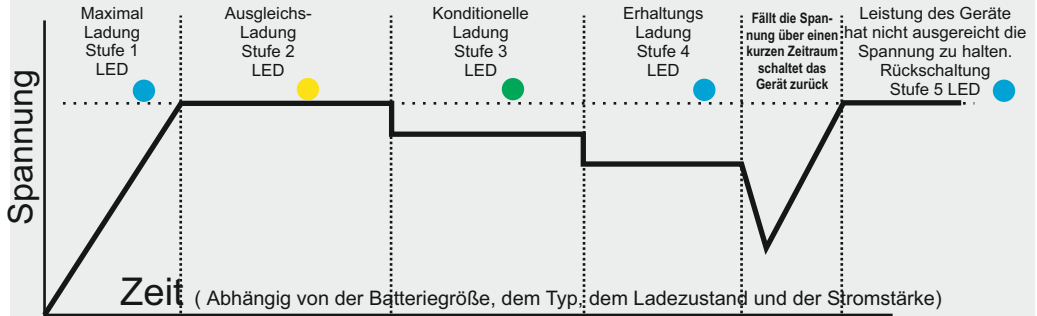 Maximal
Ladung
Stufe 1
LED
Ausgleichs-
Ladung
Stufe 2
LED
Konditionelle
Ladung
Stufe 3
LED
Erhaltungs
Ladung
Stufe 4
LED
Fällt die Span-
nung über einen
kurzen Zeitraum
schaltet das
Gerät zurück
Leistung des Geräte
hat nicht ausgereicht die
Spannung zu halten.
Rückschaltung
Stufe 5 LED
Spannung
Zeit ( Abhängig von der Batteriegröße, dem Typ, dem Ladezustand und der Stromstärke)